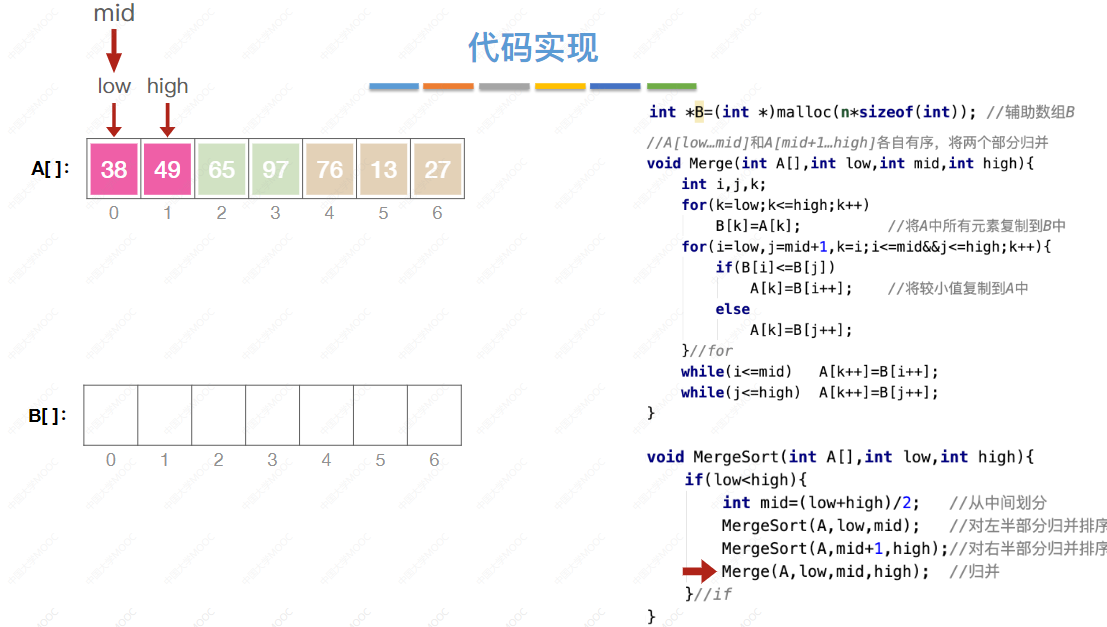 mid
代码实现
low high
A[ ]: 38 49 65 97 76 13 27
0 1 2 3 4 5 6
B[ ]:
0 1 2 3 4 5 6
int *B=(int *)malloc(n*sizeof(int)); //辅助数组B
//A[low…mid]和A[mid+1…high]各自有序，将两个部分归并
void Merge(int A[],int low,int mid,int high){
int i,j,k;
for(k=low;k<=high;k++)
B[k]=A[k]; //将A中所有元素复制到B中
for(i=low,j=mid+1,k=i;i<=mid&&j<=high;k++){
if(B[i]<=B[j])
A[k]=B[i++]; //将较小值复制到A中
else
A[k]=B[j++];
}//for
while(i<=mid) A[k++]=B[i++];
while(j<=high) A[k++]=B[j++];
}
void MergeSort(int A[],int low,int high){
if(low<high){
int mid=(low+high)/2; //从中间划分
MergeSort(A,low,mid); //对左半部分归并排序
MergeSort(A,mid+1,high);//对右半部分归并排序
Merge(A,low,mid,high); //归并
}//if
}